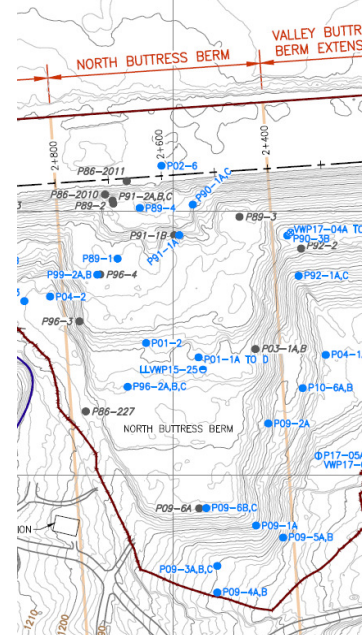 VALLEY BUTTR
NORTH BUTTRESS BERM
BERM EXTENS
2+800
2+600
2+400
P86-2011
P02-6
P86-2010
P91-2A,B,C
P90-1A,C
P89-2
P89-4
P89-3
VWP17-04A TO
P91-1B
P90-3B
P91-1A
P92-2
P89-1
P99-2A,B
P96-4
P92-1A,C
P04-2
P96-3
P01-2
P03-1A,B
P04-1
P01-1A TO D
LLVWP15-25
P96-2A,B,C
P10-6A,B
P86-227
P09-2A
NORTH BUTTRESS BERM
P17-05A
VWP17-
P09-6A
P09-6B,C
P09-1A
ON
P09-5A,B
P09-3A,B,C
P09-4A,B
1210
1200